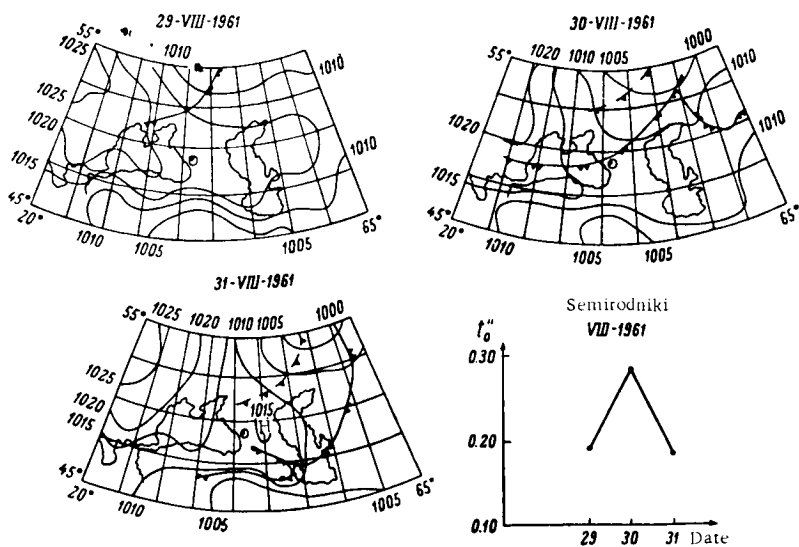 29-VIII-1961
55° 1025 1010 1010
1025
1020
1015 1010
45° 20° 1010 1005 1005 65°
30-VIII-1961
55° 1020 1010 1005 1000
1020 1010
1015
45° 20° 1010 1005 1005 65°
31-VIII-1961
55° 1025 1020 1010 1005 1000
1025
1020 1015
1015
45° 20° 1010 1005 65°
Semirodniki
VIII-1961
t₀"
0.30
0.20
0.10
29 30 31 Date